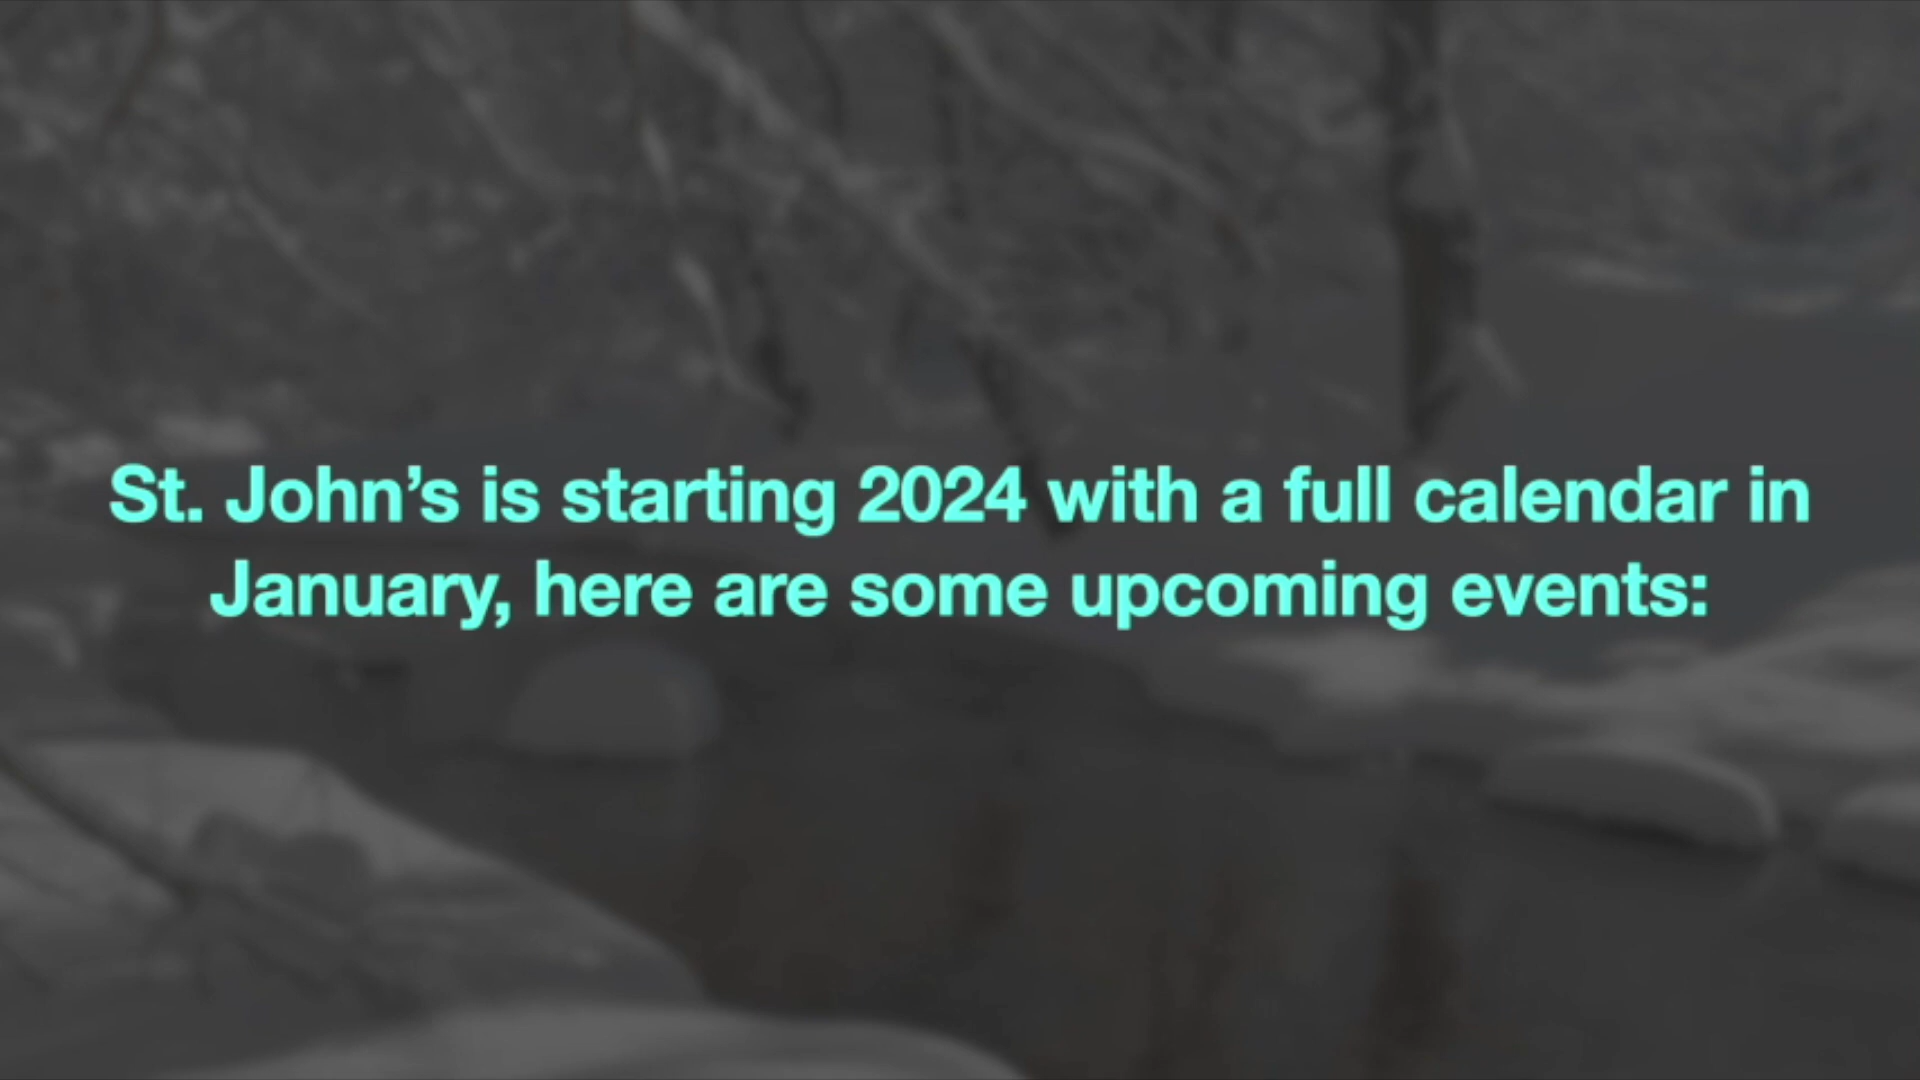 St. John’s is starting 2024 with a full calendar in
January, here are some upcoming events: